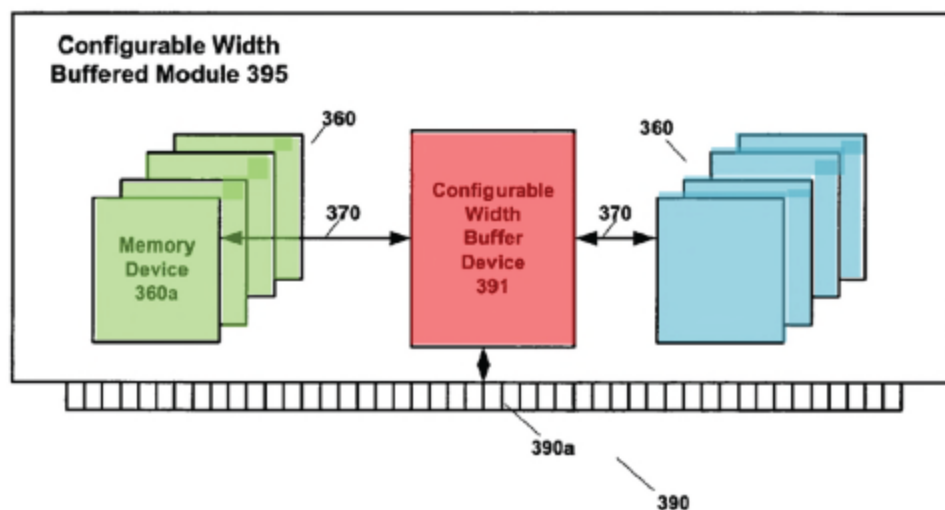 Configurable Width
Buffered Module 395
360
360
370
370
Memory
Device
360a
Configurable
Width
Buffer
Device
391
390a
390